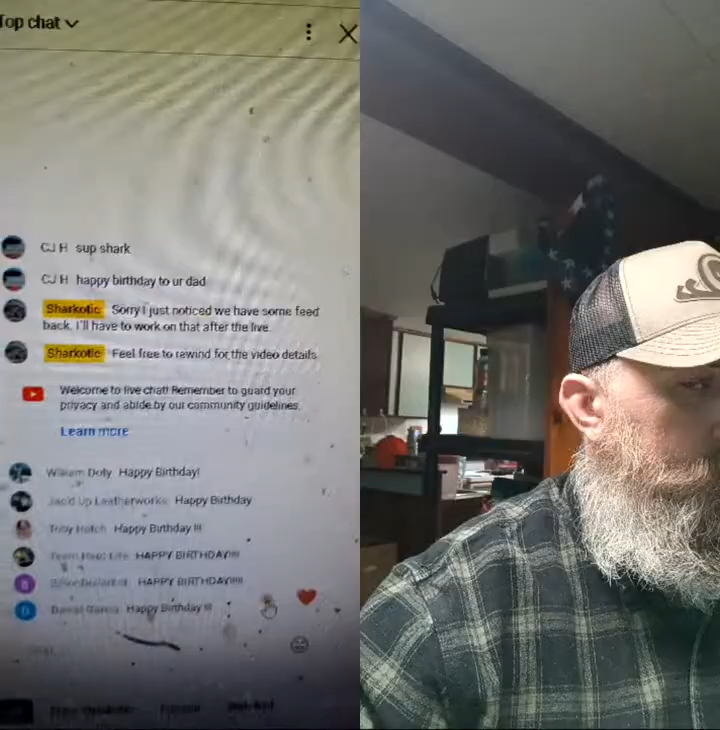 Top chat
CJ H sup shark
CJ H happy birthday to ur dad
Sharkotic Sorry I just noticed we have some feed
back. I'll have to work on that after the live.
Sharkotic Feel free to rewind for the video details
Welcome to live chat! Remember to guard your
privacy and abide by our community guidelines.
Learn more
William Doty Happy Birthday!
Jac'd Up Leatherworks Happy Birthday
Toby Hatch Happy Birthday !!!
HAPPY BIRTHDAY!!!!
HAPPY BIRTHDAY!!!!!
Daniel Garcia Happy Birthday !!!